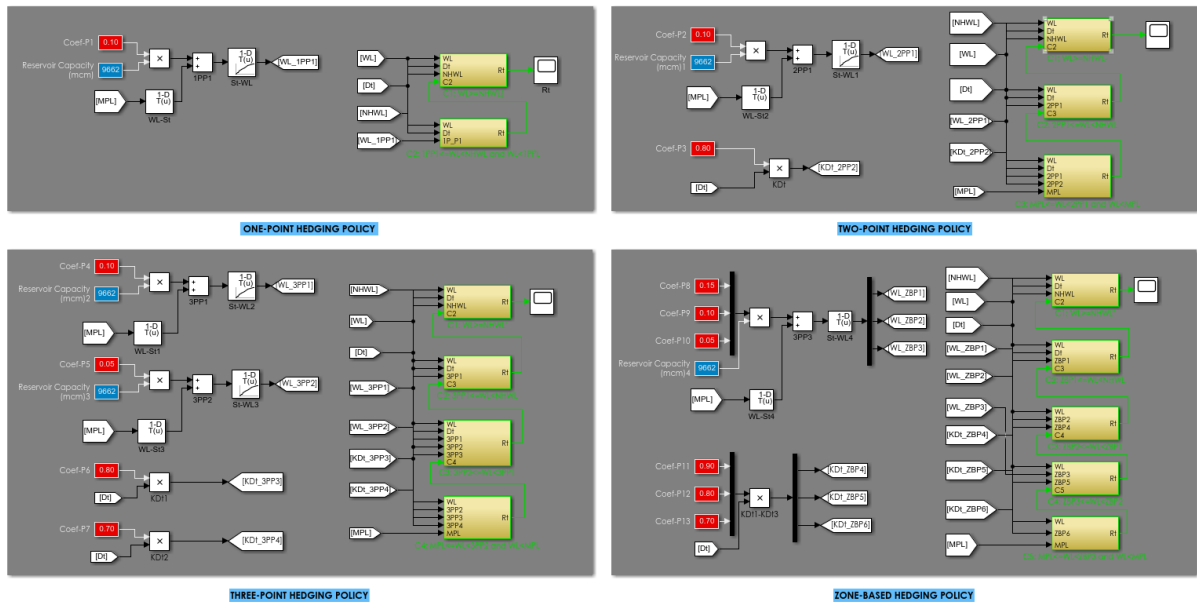 Coef-P1
0.10
Reservoir Capacity
(mcm)
9662
×
+
+
1PP1
1-D
T(u)
St-WL
[WL_1PP1]
[MPL]
1-D
T(u)
WL-St
[WL]
[Dt]
[NHWL]
[WL_1PP1]
WL
Dt
NHWL
C2
Rt
WL
Dt
1P_P1
Rt
Rt
ONE-POINT HEDGING POLICY
Coef-P2
0.10
Reservoir Capacity
(mcm)1
9662
×
+
+
2PP1
1-D
T(u)
St-WL1
[WL_2PP1]
[MPL]
1-D
T(u)
WL-St2
Coef-P3
0.80
×
KDt
[KDt_2PP2]
[Dt]
[NHWL]
[WL]
[Dt]
[WL_2PP1]
[KDt_2PP2]
[MPL]
WL
Dt
NHWL
C2
Rt
WL
Dt
2PP1
C3
Rt
WL
Dt
2PP1
2PP2
MPL
Rt
TWO-POINT HEDGING POLICY
Coef-P4
0.10
Reservoir Capacity
(mcm)2
9662
×
+
+
3PP1
1-D
T(u)
St-WL2
[WL_3PP1]
[MPL]
1-D
T(u)
WL-St1
Coef-P5
0.05
Reservoir Capacity
(mcm)3
9662
×
+
+
3PP2
1-D
T(u)
St-WL3
[WL_3PP2]
[MPL]
1-D
T(u)
WL-St3
Coef-P6
0.80
×
KDt1
[KDt_3PP3]
[Dt]
Coef-P7
0.70
×
KDt2
[KDt_3PP4]
[Dt]
[NHWL]
[WL]
[Dt]
[WL_3PP1]
[WL_3PP2]
[KDt_3PP3]
[KDt_3PP4]
[MPL]
WL
Dt
NHWL
C2
Rt
WL
Dt
3PP1
C3
Rt
WL
Dt
3PP1
3PP2
3PP3
C4
Rt
WL
3PP2
3PP3
3PP4
MPL
Rt
THREE-POINT HEDGING POLICY
Coef-P8
0.15
Coef-P9
0.10
Coef-P10
0.05
Reservoir Capacity
(mcm)4
9662
×
+
+
3PP3
1-D
T(u)
St-WL4
[WL_ZBP1]
[WL_ZBP2]
[WL_ZBP3]
[MPL]
1-D
T(u)
WL-St4
Coef-P11
0.90
Coef-P12
0.80
Coef-P13
0.70
×
KDt1-KDt3
[KDt_ZBP4]
[KDt_ZBP5]
[KDt_ZBP6]
[Dt]
[NHWL]
[WL]
[Dt]
[WL_ZBP1]
[WL_ZBP2]
[WL_ZBP3]
[KDt_ZBP4]
[KDt_ZBP5]
[KDt_ZBP6]
[MPL]
WL
Dt
NHWL
C2
Rt
WL
Dt
ZBP1
C3
Rt
WL
ZBP2
ZBP4
C4
Rt
WL
ZBP3
ZBP5
C5
Rt
WL
ZBP6
MPL
Rt
ZONE-BASED HEDGING POLICY